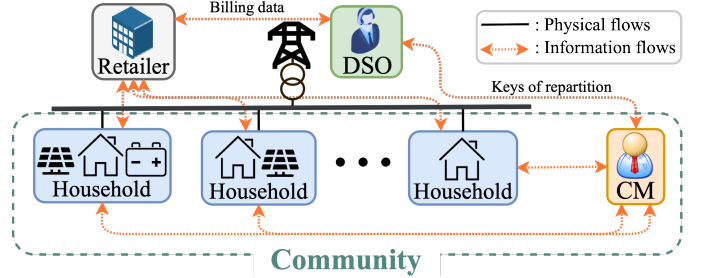 Billing data
: Physical flows
: Information flows
Retailer
DSO
Keys of repartition
Household
Household
Household
CM
Community